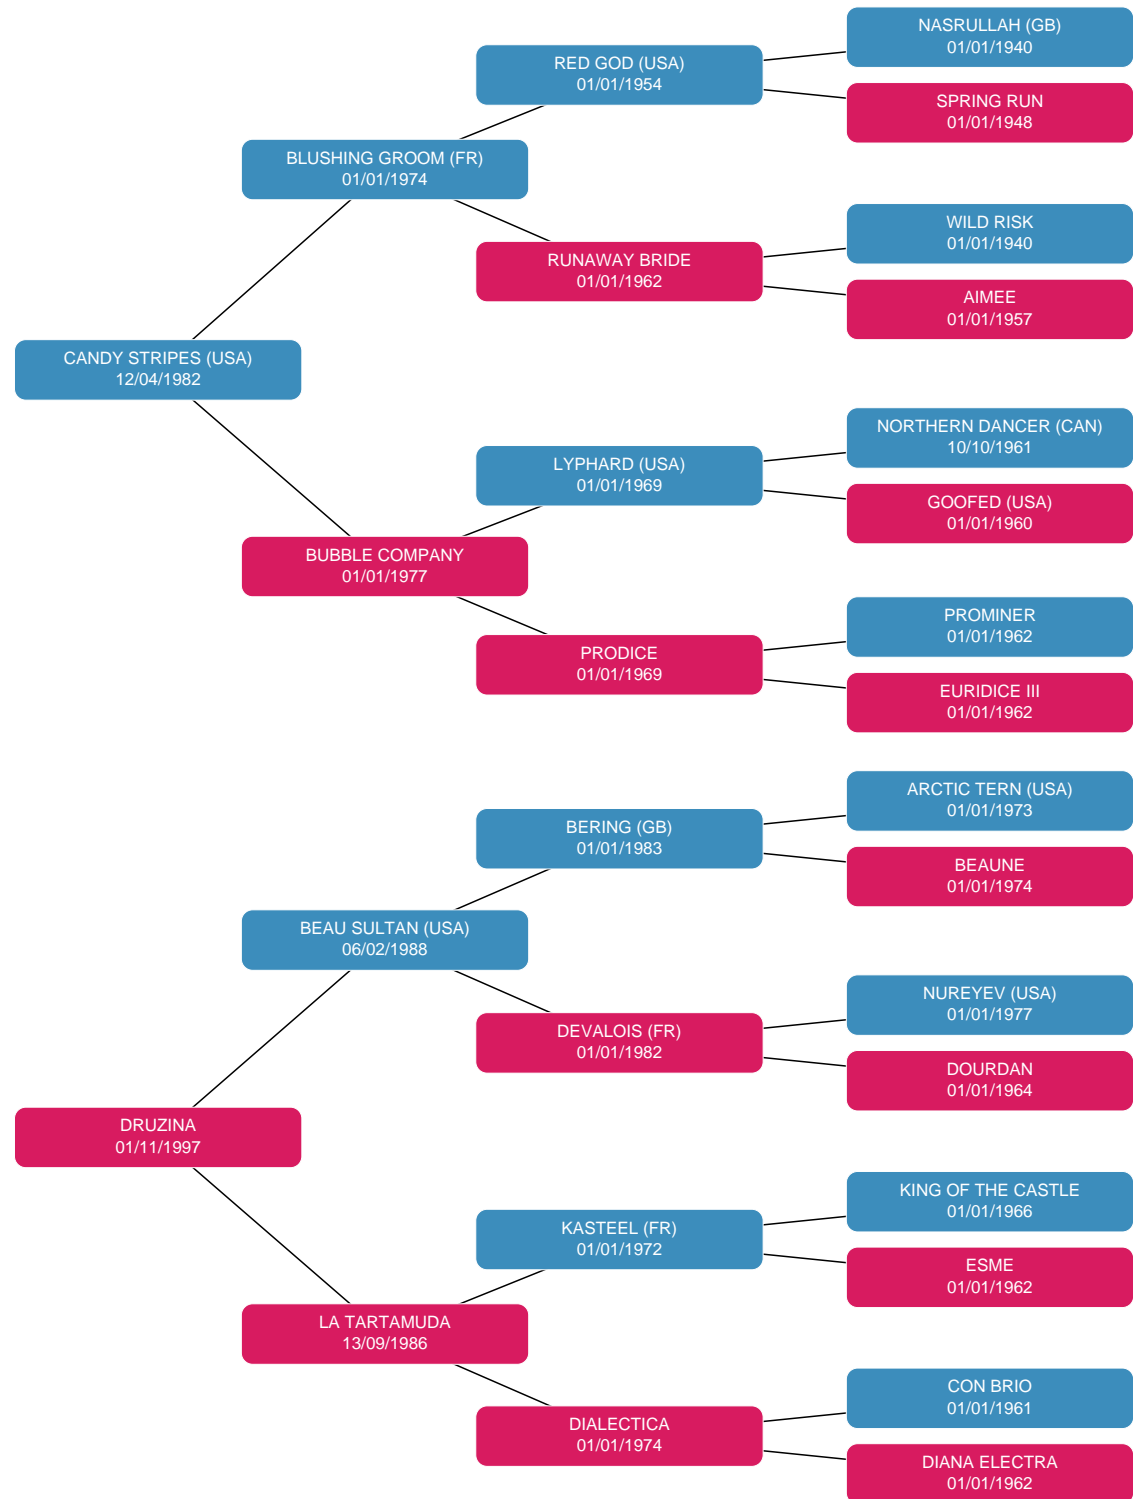 NASRULLAH (GB)
01/01/1940
RED GOD (USA)
01/01/1954
SPRING RUN
01/01/1948
BLUSHING GROOM (FR)
01/01/1974
WILD RISK
01/01/1940
RUNAWAY BRIDE
01/01/1962
AIMEE
01/01/1957
CANDY STRIPES (USA)
12/04/1982
NORTHERN DANCER (CAN)
10/10/1961
LYPHARD (USA)
01/01/1969
GOOFED (USA)
01/01/1960
BUBBLE COMPANY
01/01/1977
PROMINER
01/01/1962
PRODICE
01/01/1969
EURIDICE III
01/01/1962
ARCTIC TERN (USA)
01/01/1973
BERING (GB)
01/01/1983
BEAUNE
01/01/1974
BEAU SULTAN (USA)
06/02/1988
NUREYEV (USA)
01/01/1977
DEVALOIS (FR)
01/01/1982
DOURDAN
01/01/1964
DRUZINA
01/11/1997
KING OF THE CASTLE
01/01/1966
KASTEEL (FR)
01/01/1972
ESME
01/01/1962
LA TARTAMUDA
13/09/1986
CON BRIO
01/01/1961
DIALECTICA
01/01/1974
DIANA ELECTRA
01/01/1962